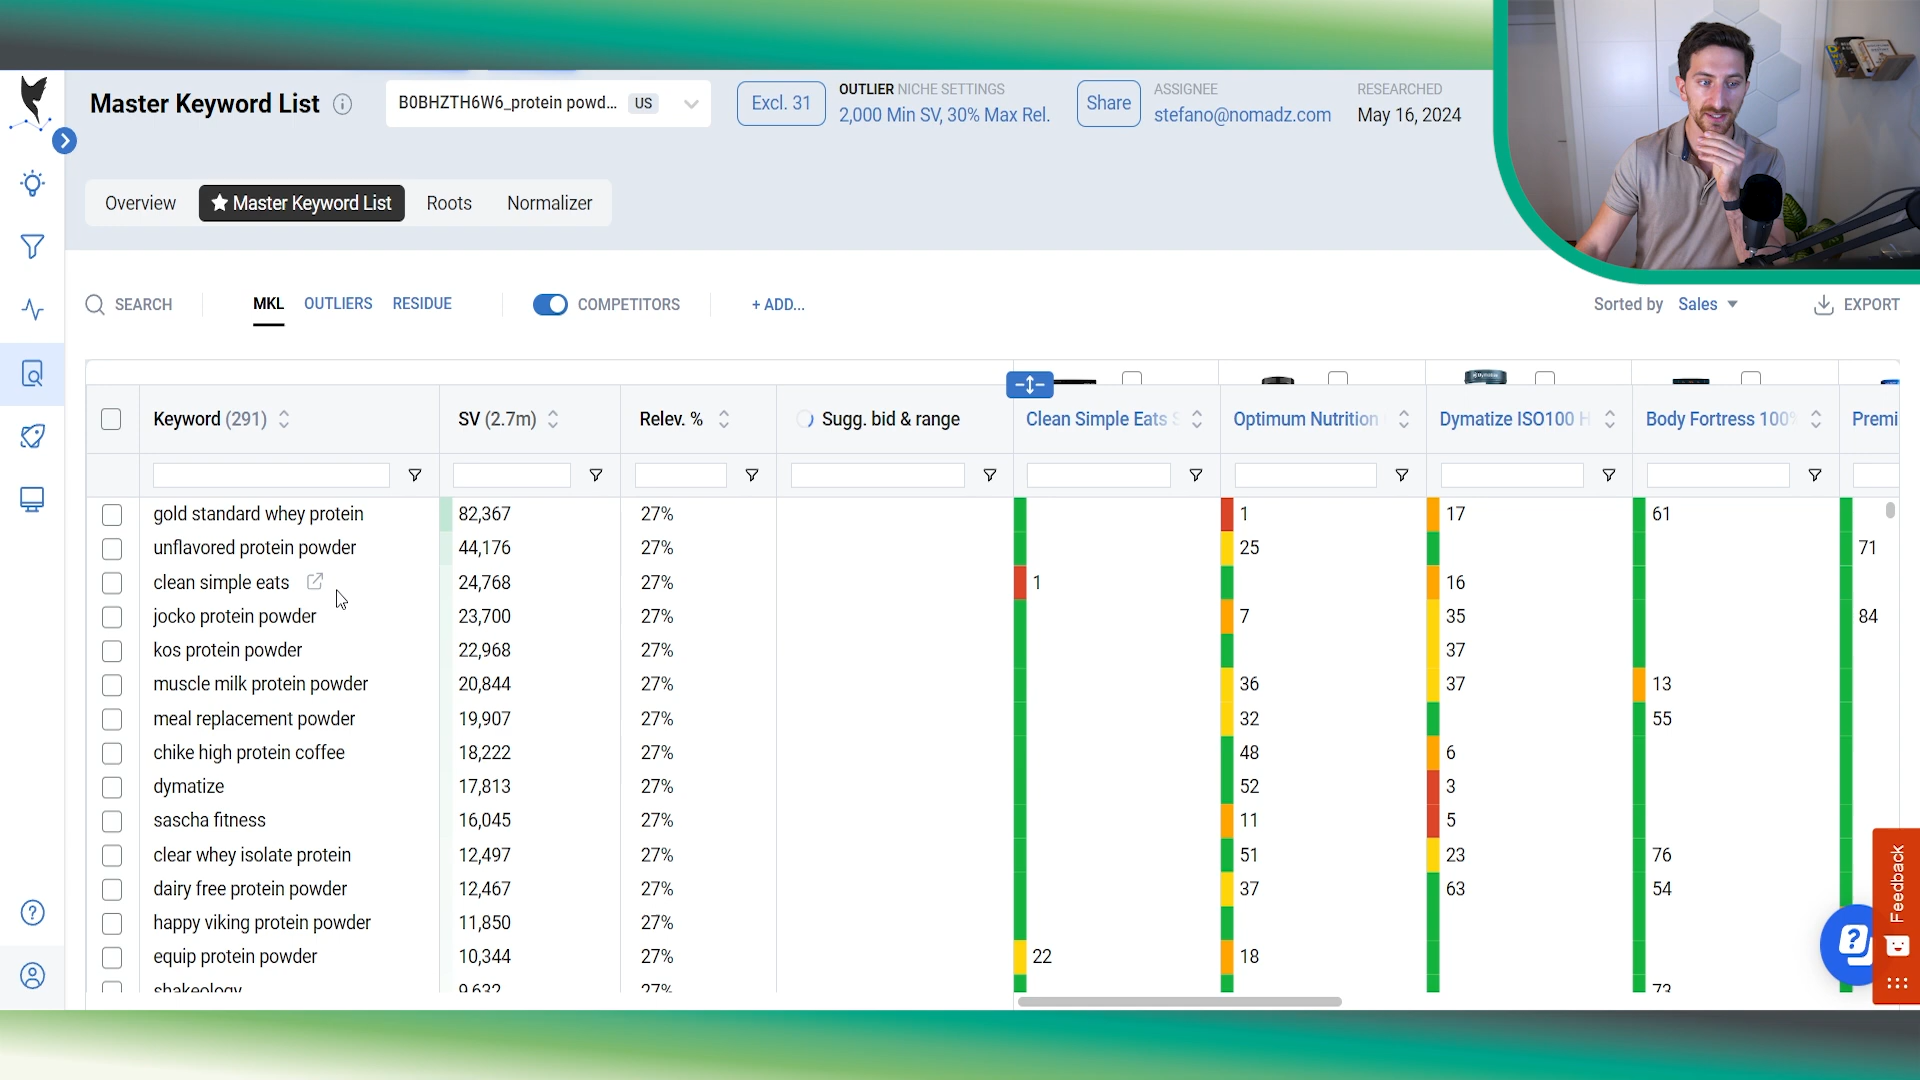 Master Keyword List
B0BHZTH6W6_protein powd... US
Excl. 31
OUTLIER NICHE SETTINGS
2,000 Min SV, 30% Max Rel.
Share
ASSIGNEE
stefano@nomadz.com
RESEARCHED
May 16, 2024
Overview Master Keyword List Roots Normalizer
SEARCH MKL OUTLIERS RESIDUE COMPETITORS + ADD... Sorted by Sales EXPORT
Keyword (291) SV (2.7m) Relev. % Sugg. bid & range Clean Simple Eats Optimum Nutrition Dymatize ISO100 H Body Fortress 100% Premi
gold standard whey protein 82,367 27% 1 17 61
unflavored protein powder 44,176 27% 25 71
clean simple eats 24,768 27% 1 16
jocko protein powder 23,700 27% 7 35 84
kos protein powder 22,968 27% 37
muscle milk protein powder 20,844 27% 36 37 13
meal replacement powder 19,907 27% 32 55
chike high protein coffee 18,222 27% 48 6
dymatize 17,813 27% 52 3
sascha fitness 16,045 27% 11 5
clear whey isolate protein 12,497 27% 51 23 76
dairy free protein powder 12,467 27% 37 63 54
happy viking protein powder 11,850 27%
equip protein powder 10,344 27% 22 18
shakeology 9,632 27% 73
Feedback